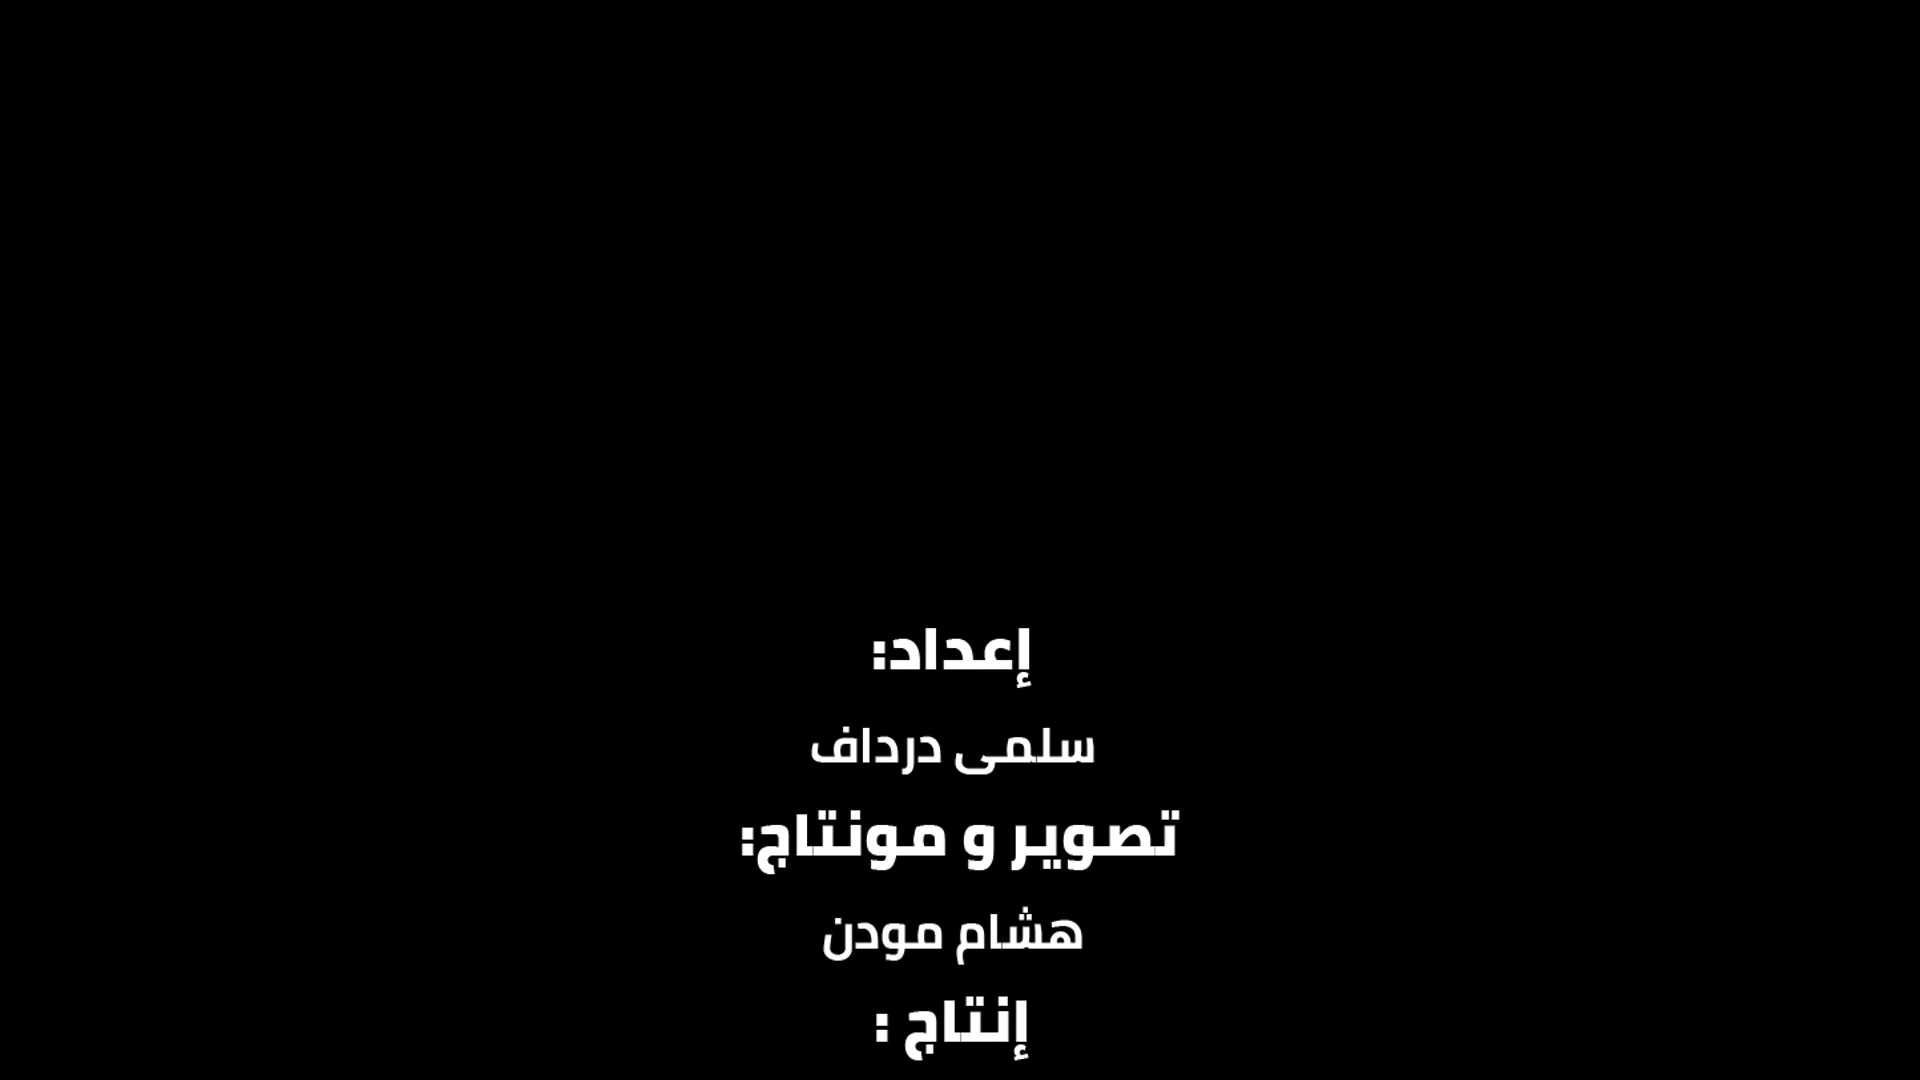 إعداد:
سلمى درداف
تصوير و مونتاج:
هشام مودن
إنتاج :